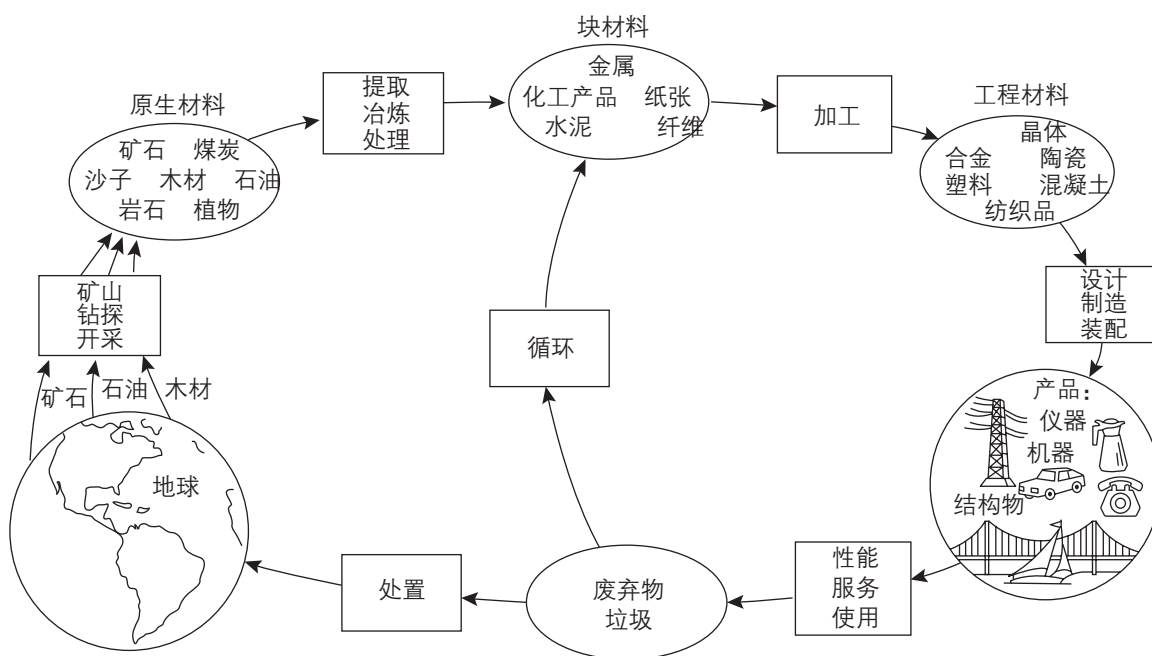 块材料
金属
化工产品 纸张
水泥 纤维
提取
冶炼
处理
原生材料
矿石 煤炭
沙子 木材 石油
岩石 植物
加工
工程材料
晶体
合金 陶瓷
塑料 混凝土
纺织品
矿山
钻探
开采
设计
制造
装配
循环
矿石 石油 木材
地球
产品：
仪器
机器
结构物
处置
废弃物
垃圾
性能
服务
使用